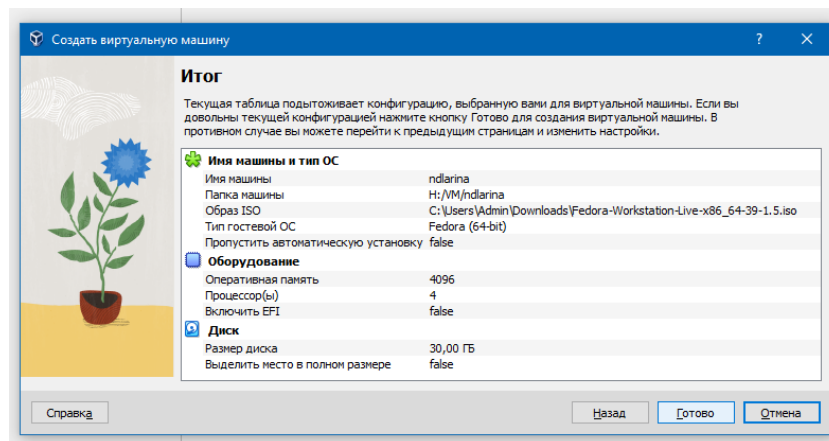 Создать виртуальную машину
?
Итог
Текущая таблица подытоживает конфигурацию, выбранную вами для виртуальной машины. Если вы
довольны текущей конфигурацией нажмите кнопку Готово для создания виртуальной машины. В
противном случае вы можете перейти к предыдущим страницам и изменить настройки.
Имя машины и тип ОС
Имя машины ndlarina
Папка машины H:/VM/ndlarina
Образ ISO C:\Users\Admin\Downloads\Fedora-Workstation-Live-x86_64-39-1.5.iso
Тип гостевой ОС Fedora (64-bit)
Пропустить автоматическую установку false
Оборудование
Оперативная память 4096
Процессор(ы) 4
Включить EFI false
Диск
Размер диска 30,00 ГБ
Выделить место в полном размере false
Справка Назад Готово Отмена